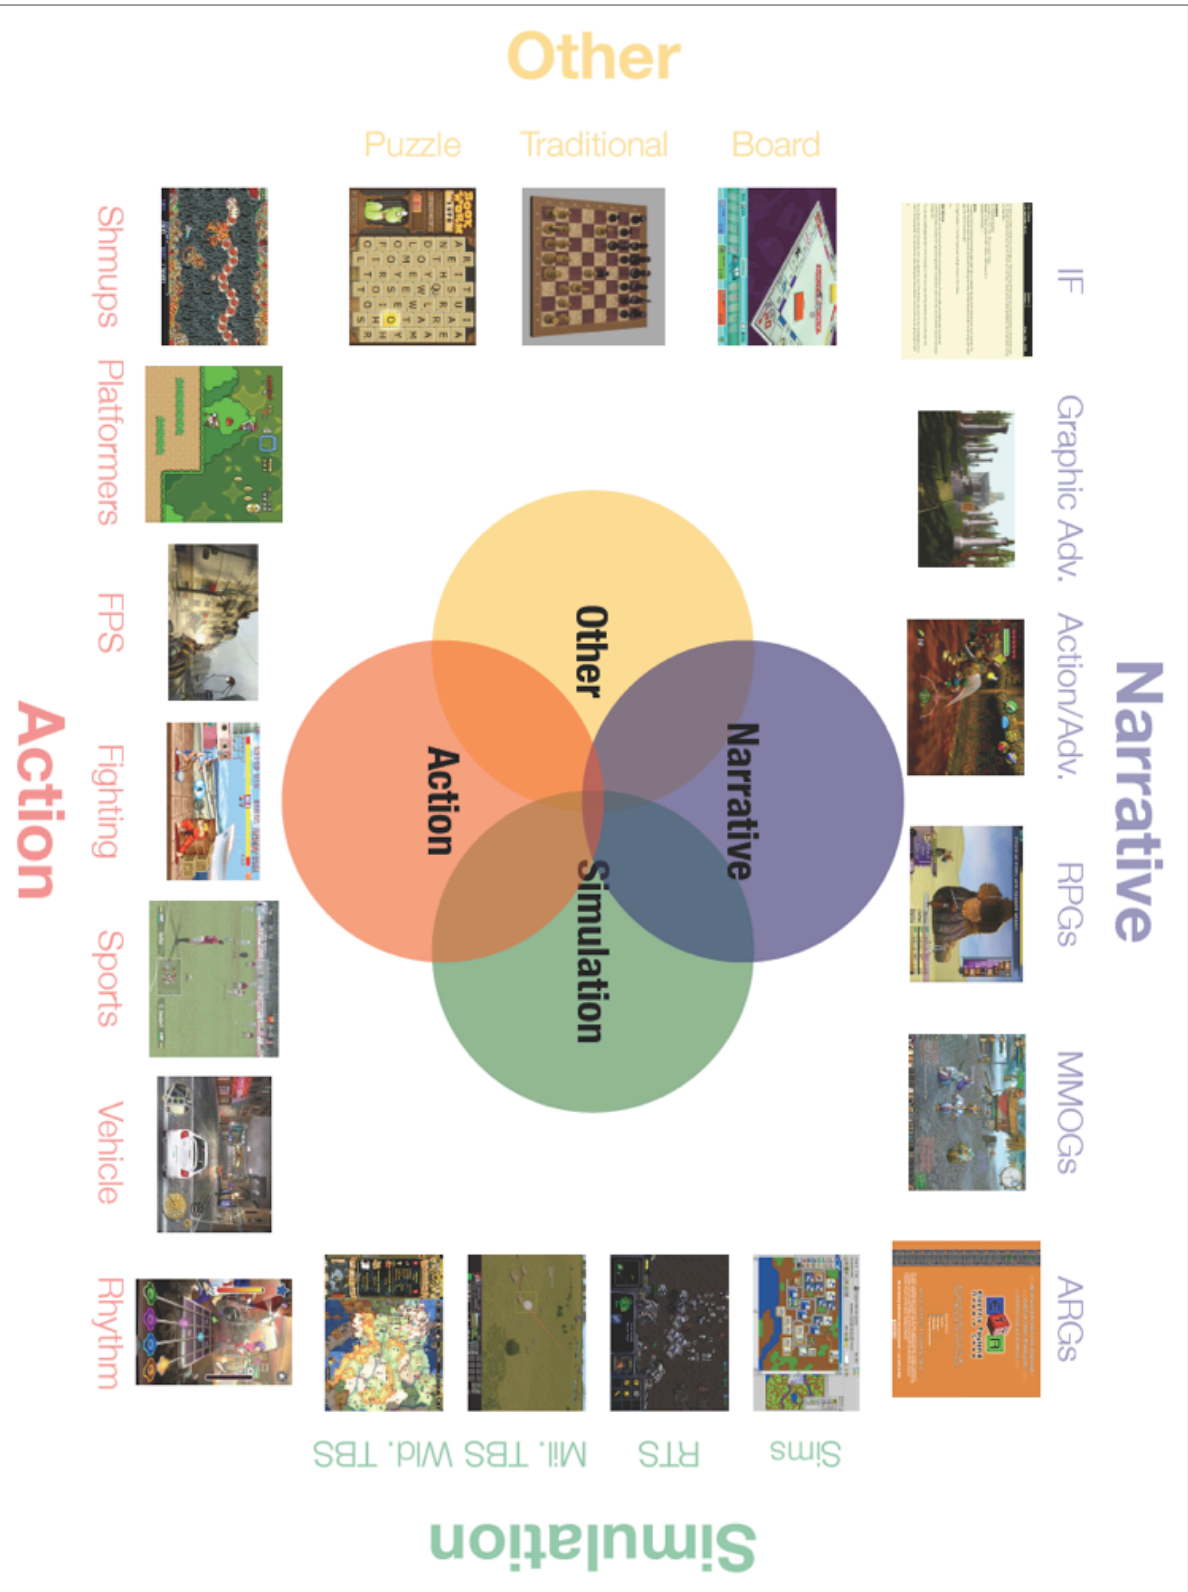 Other
Puzzle
Traditional
Board
Narrative
IF
Graphic Adv.
Action/Adv.
RPGs
MMOGs
ARGs
Action
Shmups
Platformers
FPS
Fighting
Sports
Vehicle
Rhythm
Other
Narrative
Action
Simulation
Wld. TBS
Mil. TBS
RTS
Sims
Simulation